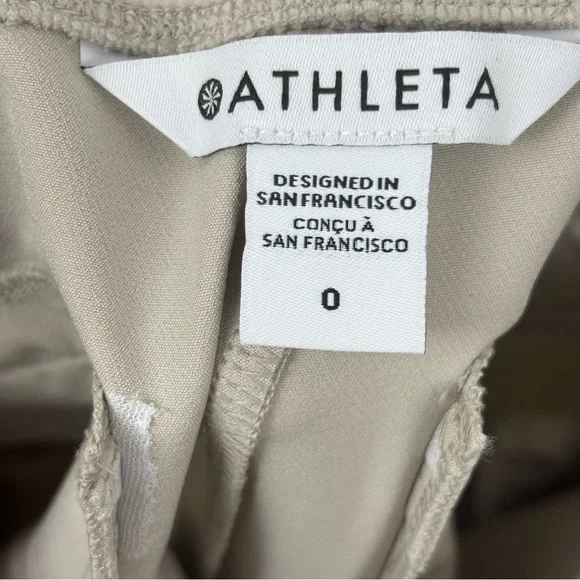 ATHLETA
DESIGNED IN
SAN FRANCISCO
CONÇU À
SAN FRANCISCO
0